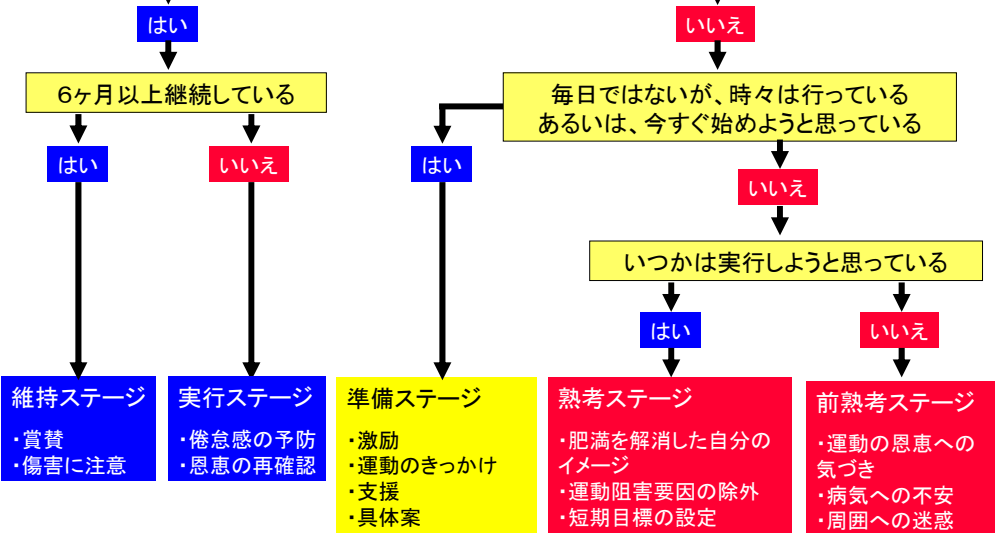 はい
いいえ
6ヶ月以上継続している
毎日ではないが、時々は行っている
あるいは、今すぐ始めようと思っている
はい
いいえ
はい
いいえ
いつかは実行しようと思っている
はい
いいえ
維持ステージ
・賞賛
・傷害に注意
実行ステージ
・倦怠感の予防
・恩恵の再確認
準備ステージ
・激励
・運動のきっかけ
・支援
・具体案
熟考ステージ
・肥満を解消した自分の
イメージ
・運動阻害要因の除外
・短期目標の設定
前熟考ステージ
・運動の恩恵への
気づき
・病気への不安
・周囲への迷惑